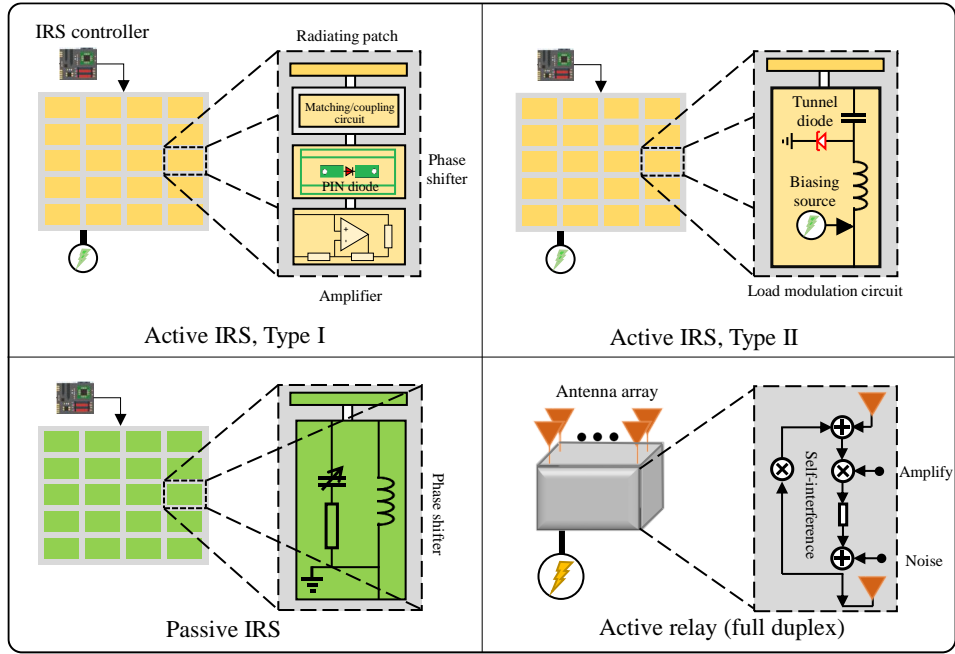 IRS controller
Radiating patch
Matching/coupling
circuit
Phase
shifter
PIN diode
+
-
Amplifier
Active IRS, Type I
Tunnel
diode
Biasing
source
Load modulation circuit
Active IRS, Type II
Phase shifter
Passive IRS
Antenna array
Self-interference
Amplify
Noise
Active relay (full duplex)